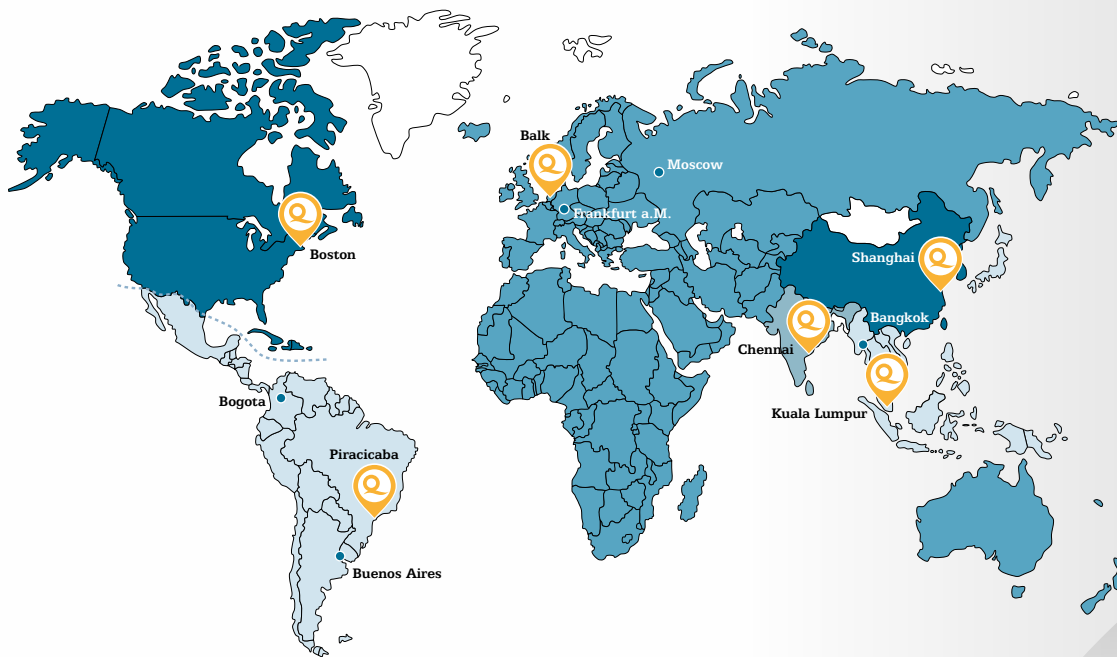 Balk
Moscow
Frankfurt a.M.
Boston
Shanghai
Bangkok
Chennai
Bogota
Kuala Lumpur
Piracicaba
Buenos Aires